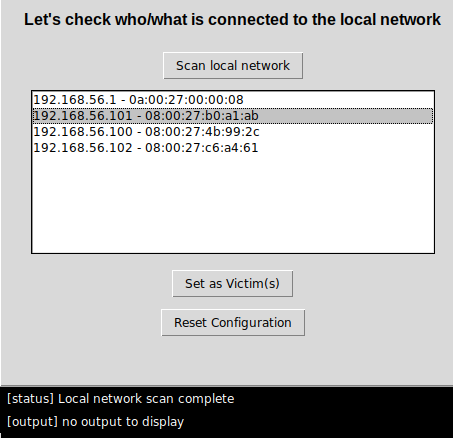 Let's check who/what is connected to the local network
Scan local network
192.168.56.1 - 0a:00:27:00:00:08
192.168.56.101 - 08:00:27:b0:a1:ab
192.168.56.100 - 08:00:27:4b:99:2c
192.168.56.102 - 08:00:27:c6:a4:61
Set as Victim(s)
Reset Configuration
[status] Local network scan complete
[output] no output to display